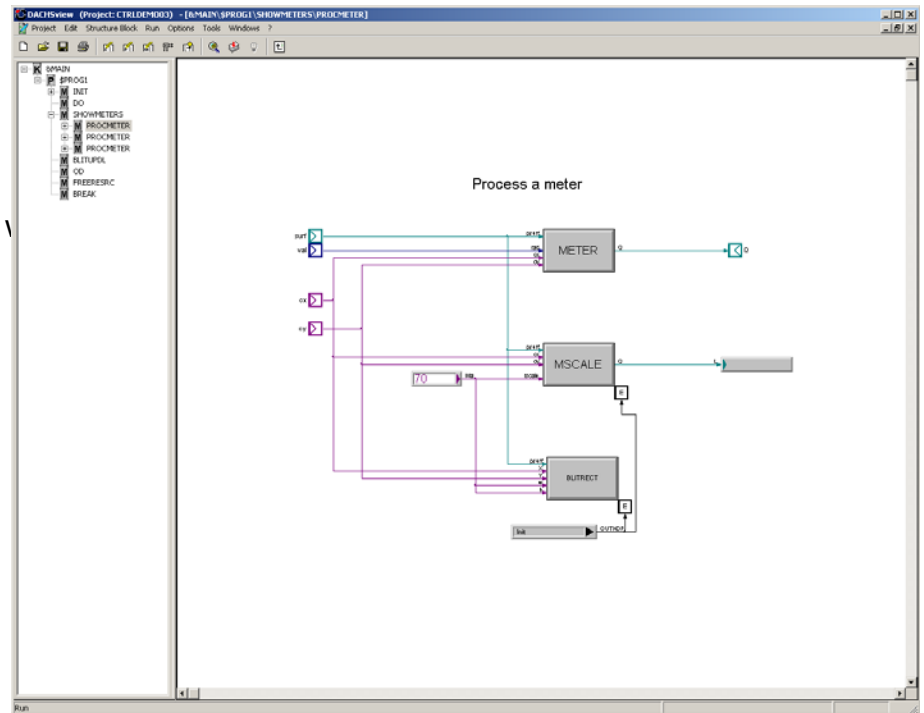 DACHSview (Project: CTRLDEMO03) - [&MAIN\$PROG1\SHOWMETERS\PROCMETER]
Project Edit Structure Block Run Options Tools Windows ?
&MAIN
$PROG1
INIT
DO
SHOWMETERS
PROCMETER
PROCMETER
PROCMETER
BLITUPDL
OD
FREERESRC
BREAK
Process a meter
surf
val
METER
Q
O
cx
cy
MSCALE
Q
70
E
BLITRECT
E
Init
Run